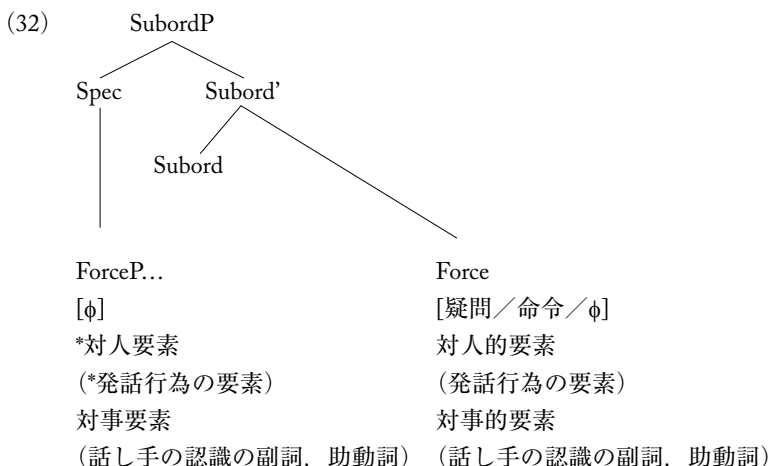 (32) SubordP
Spec Subord’
Subord
ForceP… Force
[ϕ] [疑問／命令／ϕ]
*対人要素 対人的要素
(*発話行為の要素) (発話行為の要素)
対事要素 対事的要素
(話し手の認識の副詞，助動詞) (話し手の認識の副詞，助動詞)